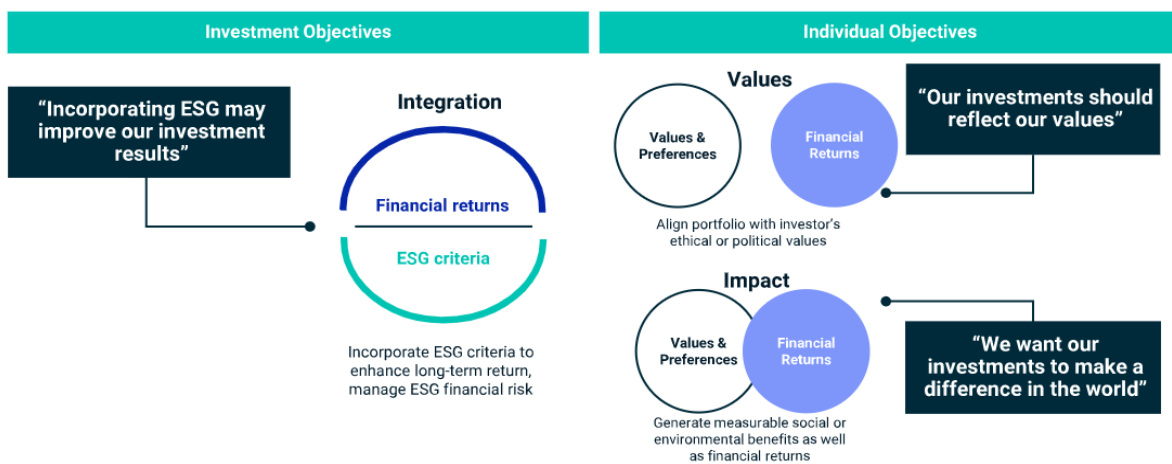 Investment Objectives
“Incorporating ESG may
improve our investment
results”
Integration
Financial returns
ESG criteria
Incorporate ESG criteria to
enhance long-term return,
manage ESG financial risk
Individual Objectives
Values
Values &
Preferences
Financial
Returns
“Our investments should
reflect our values”
Align portfolio with investor’s
ethical or political values
Impact
Values &
Preferences
Financial
Returns
“We want our
investments to make a
difference in the world”
Generate measurable social or
environmental benefits as well
as financial returns